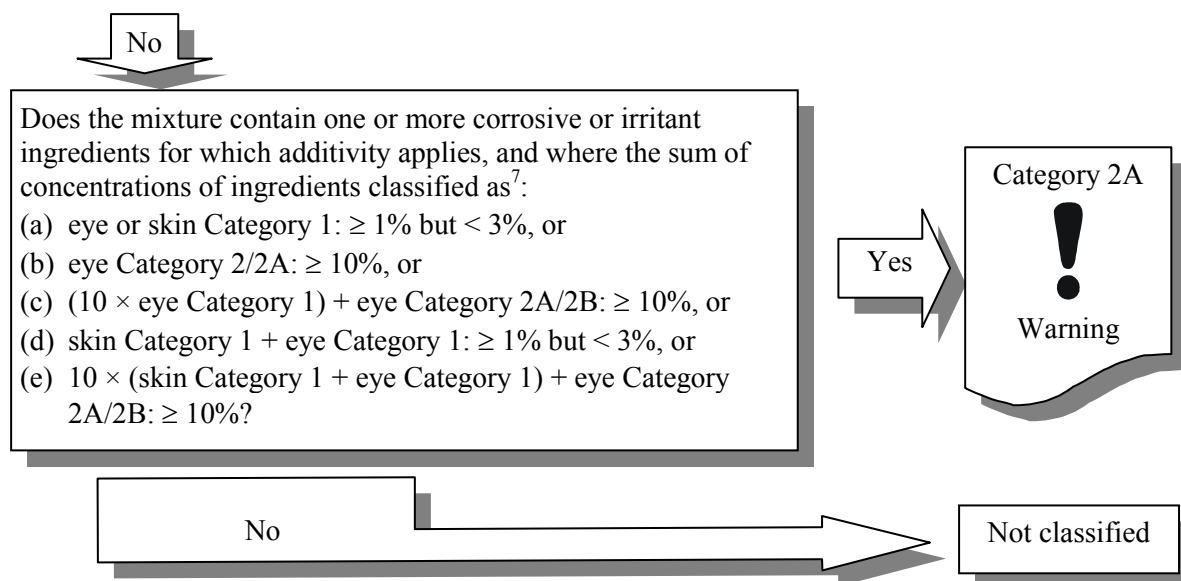 No
Does the mixture contain one or more corrosive or irritant
ingredients for which additivity applies, and where the sum of
concentrations of ingredients classified as⁷:
(a) eye or skin Category 1: ≥ 1% but < 3%, or
(b) eye Category 2/2A: ≥ 10%, or
(c) (10 × eye Category 1) + eye Category 2A/2B: ≥ 10%, or
(d) skin Category 1 + eye Category 1: ≥ 1% but < 3%, or
(e) 10 × (skin Category 1 + eye Category 1) + eye Category
2A/2B: ≥ 10%?
Yes
Category 2A
Warning
No
Not classified